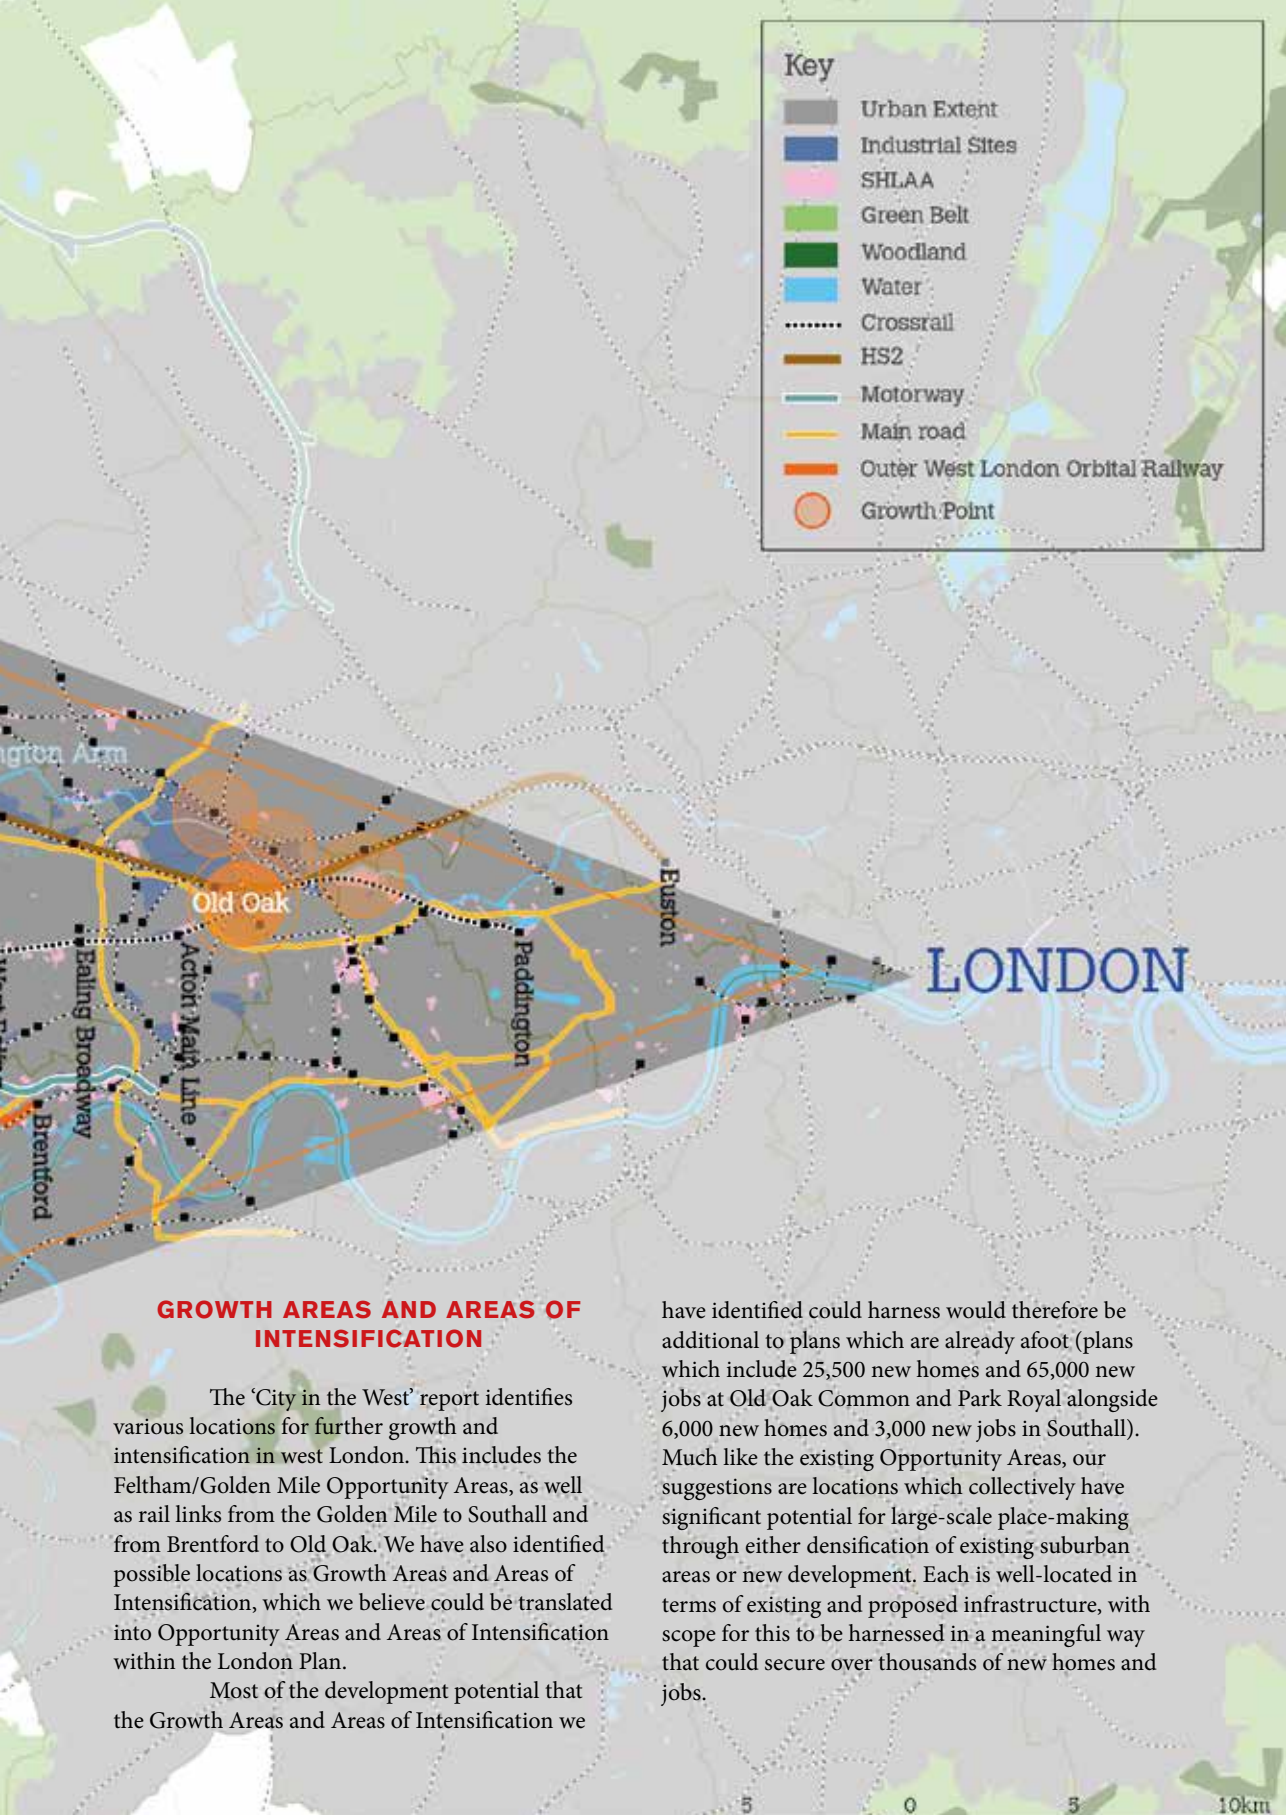 Key
Urban Extent
Industrial Sites
SHLAA
Green Belt
Woodland
Water
Crossrail
HS2
Motorway
Main road
Outer West London Orbital Railway
Growth Point
ngton Arm
Old Oak
Euston
LONDON
Paddington
Acton Main Line
Ealing Broadway
Brentford
GROWTH AREAS AND AREAS OF
INTENSIFICATION
The ‘City in the West’ report identifies
various locations for further growth and
intensification in west London. This includes the
Feltham/Golden Mile Opportunity Areas, as well
as rail links from the Golden Mile to Southall and
from Brentford to Old Oak. We have also identified
possible locations as Growth Areas and Areas of
Intensification, which we believe could be translated
into Opportunity Areas and Areas of Intensification
within the London Plan.
Most of the development potential that
the Growth Areas and Areas of Intensification we
have identified could harness would therefore be
additional to plans which are already afoot (plans
which include 25,500 new homes and 65,000 new
jobs at Old Oak Common and Park Royal alongside
6,000 new homes and 3,000 new jobs in Southall).
Much like the existing Opportunity Areas, our
suggestions are locations which collectively have
significant potential for large-scale place-making
through either densification of existing suburban
areas or new development. Each is well-located in
terms of existing and proposed infrastructure, with
scope for this to be harnessed in a meaningful way
that could secure over thousands of new homes and
jobs.
5 0 5 10km